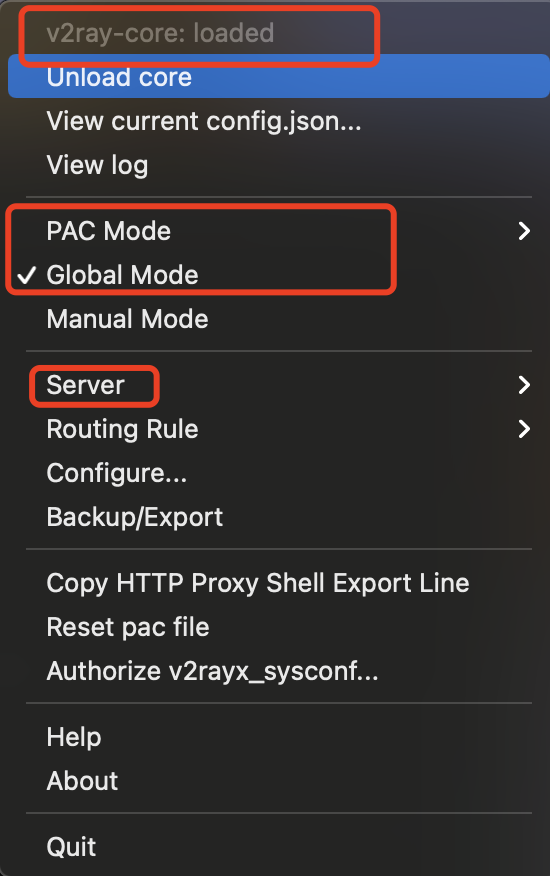 v2ray-core: loaded
Unload core
View current config.json...
View log
PAC Mode
Global Mode
Manual Mode
Server
Routing Rule
Configure...
Backup/Export
Copy HTTP Proxy Shell Export Line
Reset pac file
Authorize v2rayx_sysconf...
Help
About
Quit